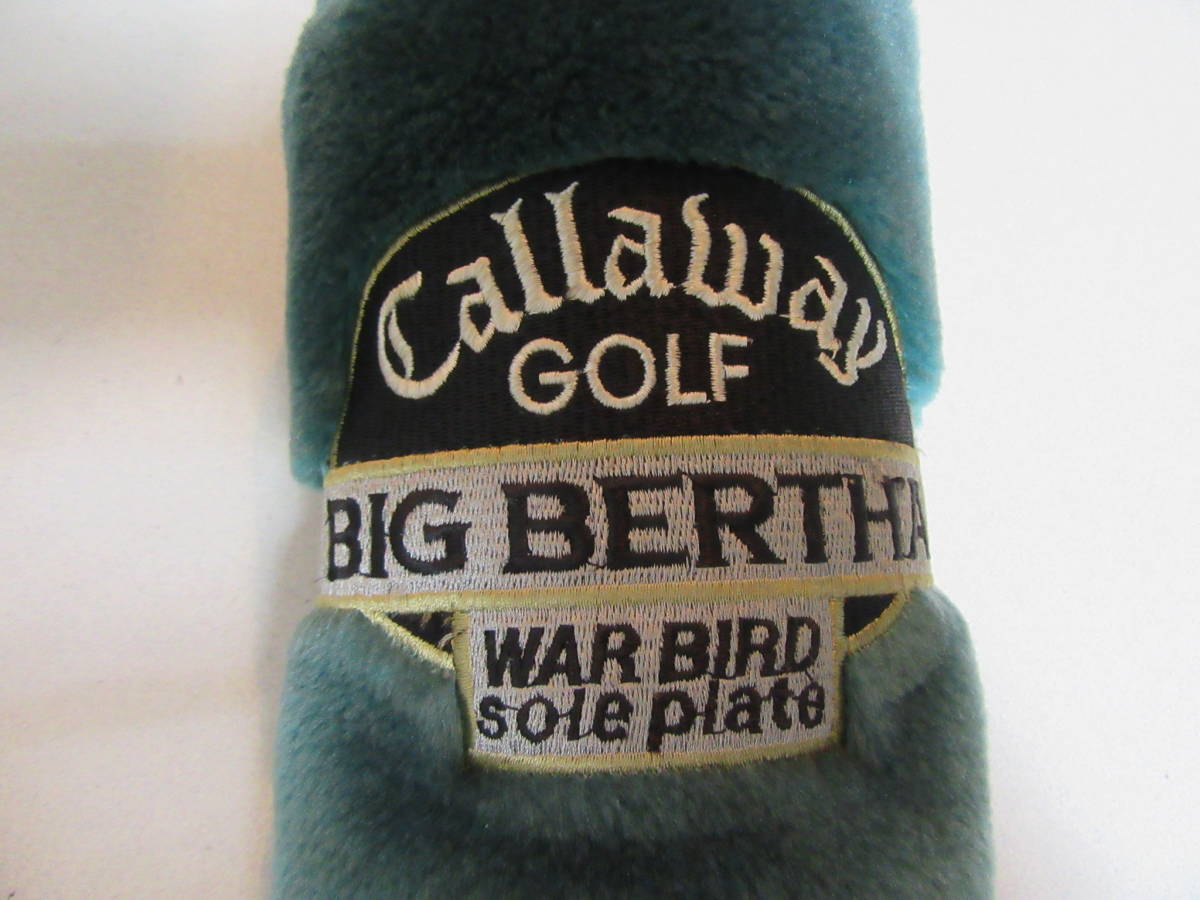 Callaway
GOLF
BIG BERTHA
WAR BIRD
sole plate